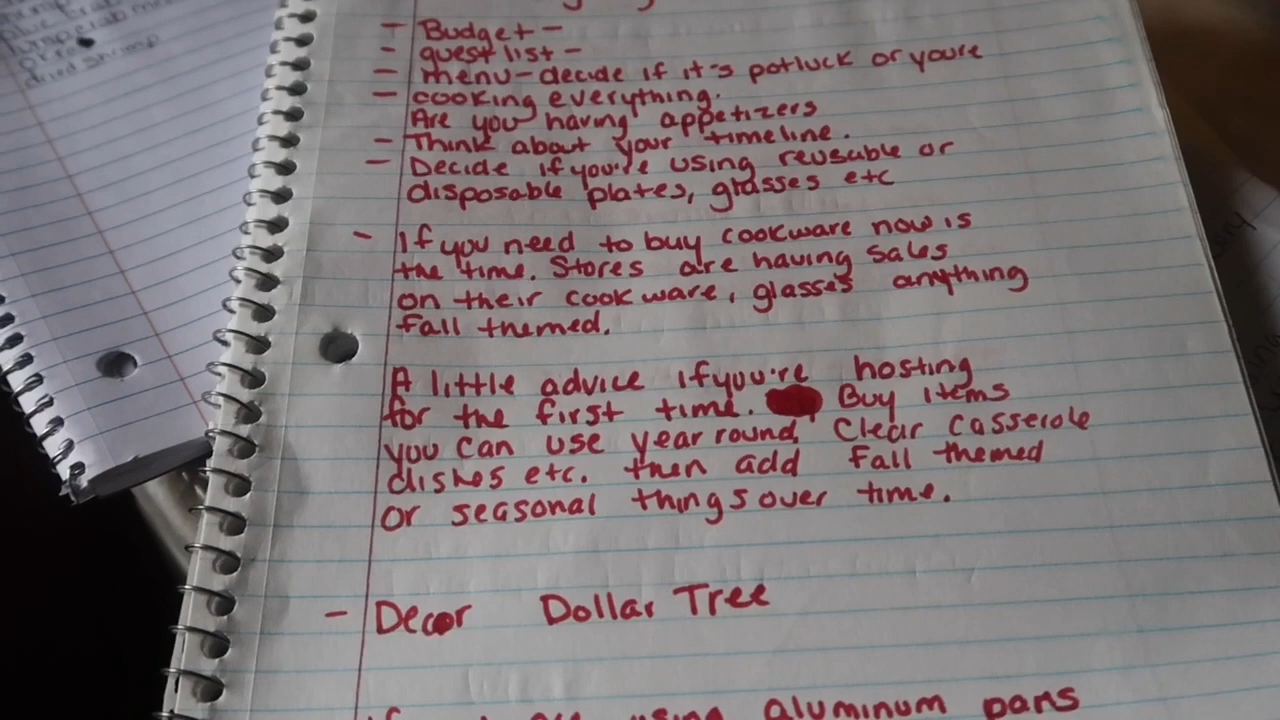 - Budget -
- guest list -
- menu - decide if it's potluck or you're
- cooking everything.
Are you having appetizers
- Think about your timeline.
- Decide if you're using reusable or
disposable plates, glasses etc
- If you need to buy cookware now is
the time. Stores are having sales
on their cookware, glasses anything
fall themed.
A little advice if you're hosting
for the first time. Buy items
you can use year round, Clear casserole
dishes etc. then add fall themed
or seasonal things over time.
- Decor Dollar Tree
using aluminum pans
dried shrimp